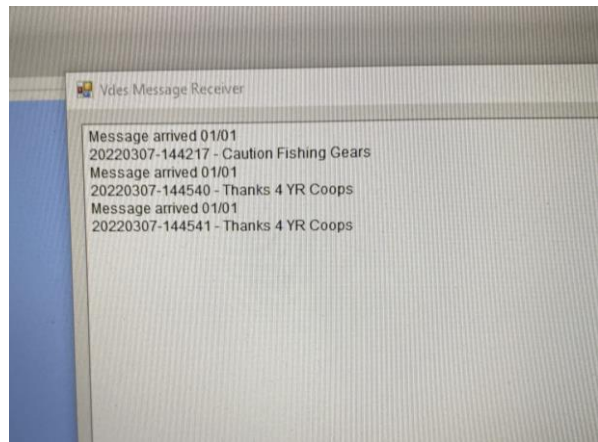 Vdes Message Receiver
Message arrived 01/01
20220307-144217 - Caution Fishing Gears
Message arrived 01/01
20220307-144540 - Thanks 4 YR Coops
Message arrived 01/01
20220307-144541 - Thanks 4 YR Coops